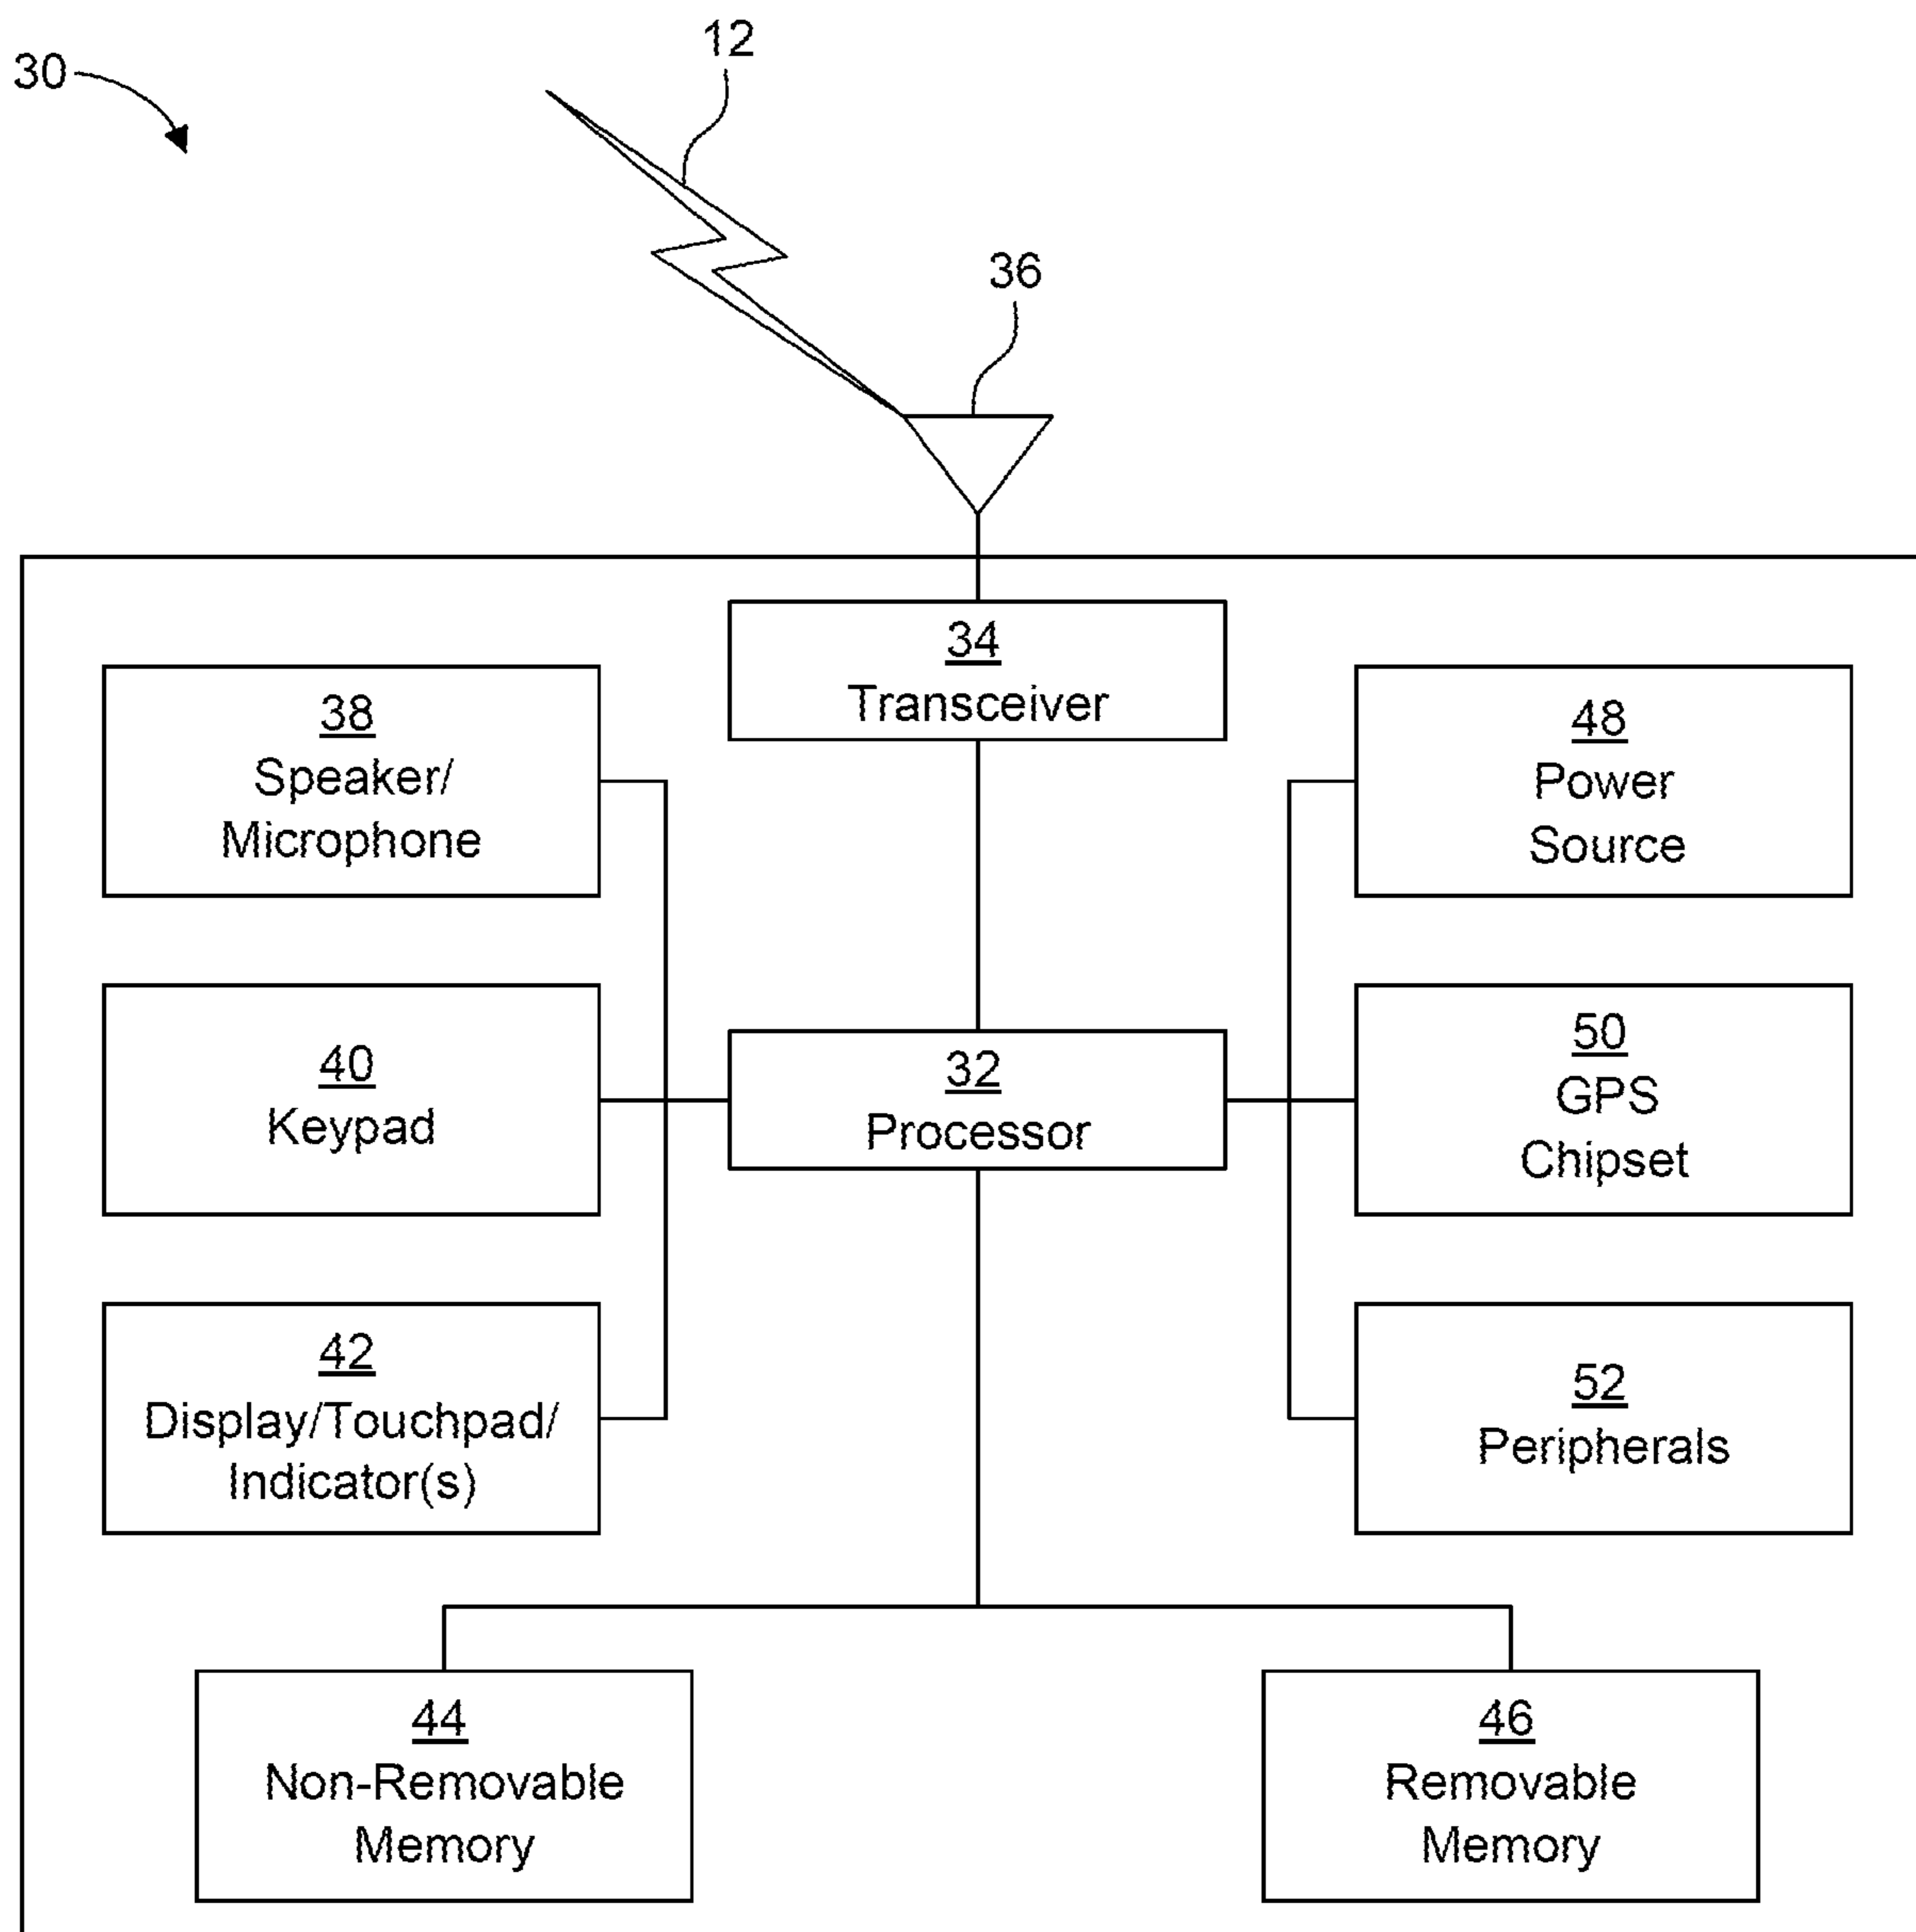 12
30
36
34
Transceiver
38
Speaker/
Microphone
48
Power
Source
40
Keypad
32
Processor
50
GPS
Chipset
42
Display/Touchpad/
Indicator(s)
52
Peripherals
44
Non-Removable
Memory
46
Removable
Memory